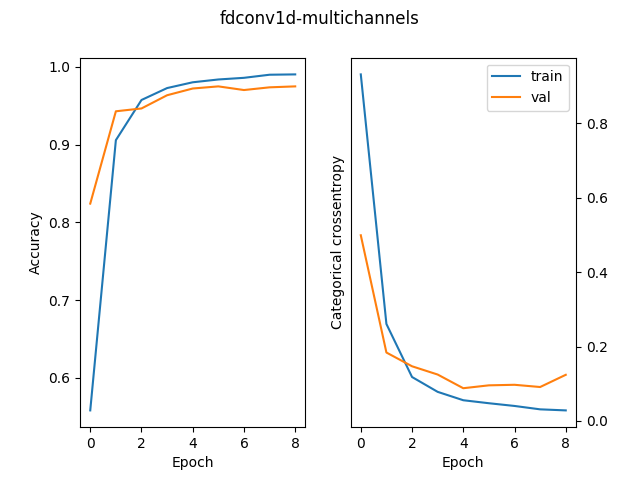 fdconv1d-multichannels
Accuracy
1.0
0.9
0.8
0.7
0.6
0 2 4 6 8
Epoch
Categorical crossentropy
train
val
0.8
0.6
0.4
0.2
0.0
0 2 4 6 8
Epoch